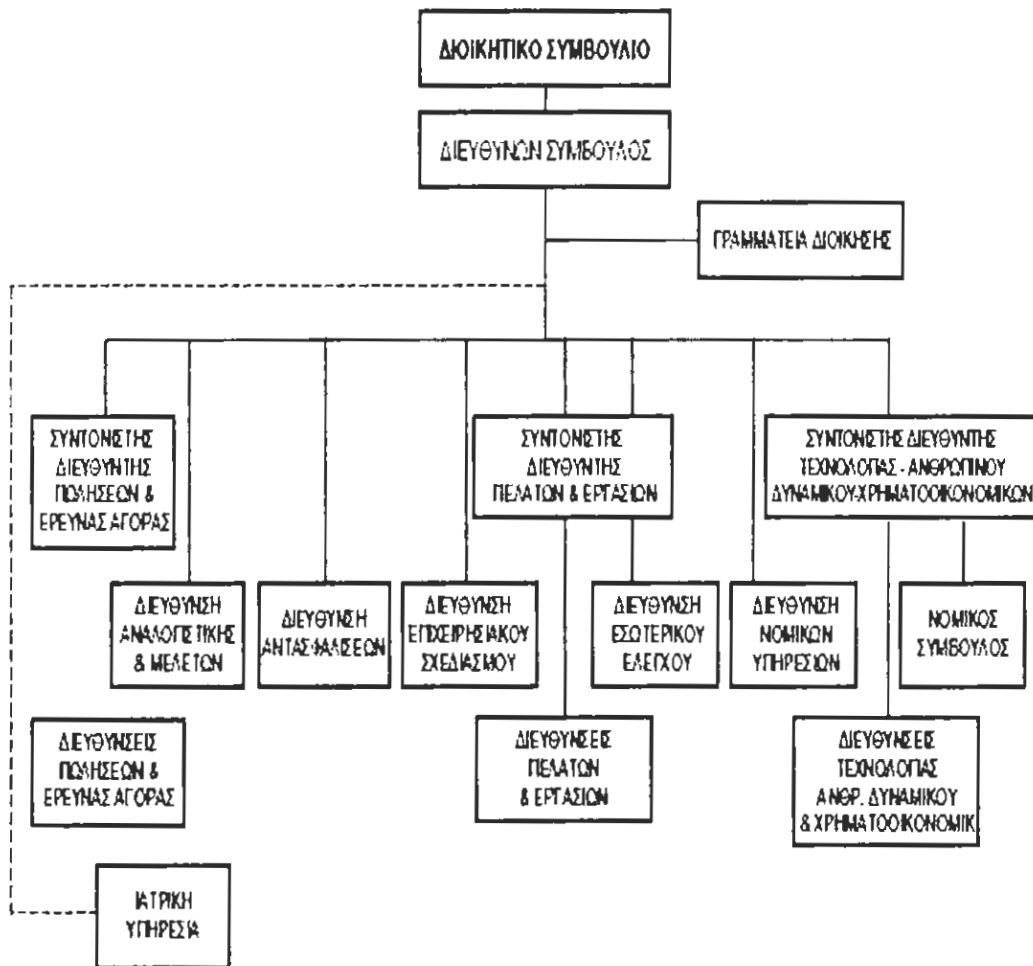 ΔΙΟΙΚΗΤΙΚΟ ΣΥΜΒΟΥΛΙΟ
ΔΙΕΥΘΥΝΩΝ ΣΥΜΒΟΥΛΟΣ
ΓΡΑΜΜΑΤΕΙΑ ΔΙΟΙΚΗΣΗΣ
ΣΥΝΤΟΝΙΣΤΗΣ
ΔΙΕΥΘΥΝΤΗΣ
ΠΩΛΗΣΕΩΝ &
ΕΡΕΥΝΑΣ ΑΓΟΡΑΣ
ΣΥΝΤΟΝΙΣΤΗΣ
ΔΙΕΥΘΥΝΤΗΣ
ΠΕΛΑΤΩΝ & ΕΡΓΑΣΙΩΝ
ΣΥΝΤΟΝΙΣΤΗΣ ΔΙΕΥΘΥΝΤΗΣ
ΤΕΧΝΟΛΟΓΙΑΣ - ΑΝΘΡΩΠΙΝΟΥ
ΔΥΝΑΜΙΚΟΥ-ΧΡΗΜΑΤΟΟΙΚΟΝΟΜΙΚΩΝ
ΔΙΕΥΘΥΝΣΗ
ΑΝΑΛΟΓΙΣΤΙΚΗΣ
& ΜΕΛΕΤΩΝ
ΔΙΕΥΘΥΝΣΗ
ΑΝΤΑΣΦΑΛΙΣΕΩΝ
ΔΙΕΥΘΥΝΣΗ
ΕΠΙΧΕΙΡΗΣΙΑΚΟΥ
ΣΧΕΔΙΑΣΜΟΥ
ΔΙΕΥΘΥΝΣΗ
ΕΣΩΤΕΡΙΚΟΥ
ΕΛΕΓΧΟΥ
ΔΙΕΥΘΥΝΣΗ
ΝΟΜΙΚΩΝ
ΥΠΗΡΕΣΙΩΝ
ΝΟΜΙΚΟΣ
ΣΥΜΒΟΥΛΟΣ
ΔΙΕΥΘΥΝΣΕΙΣ
ΠΩΛΗΣΕΩΝ &
ΕΡΕΥΝΑΣ ΑΓΟΡΑΣ
ΔΙΕΥΘΥΝΣΕΙΣ
ΠΕΛΑΤΩΝ
& ΕΡΓΑΣΙΩΝ
ΔΙΕΥΘΥΝΣΕΙΣ
ΤΕΧΝΟΛΟΓΙΑΣ
ΑΝΘΡ. ΔΥΝΑΜΙΚΟΥ
& ΧΡΗΜΑΤΟΟΙΚΟΝΟΜΙΚ
ΙΑΤΡΙΚΗ
ΥΠΗΡΕΣΙΑ